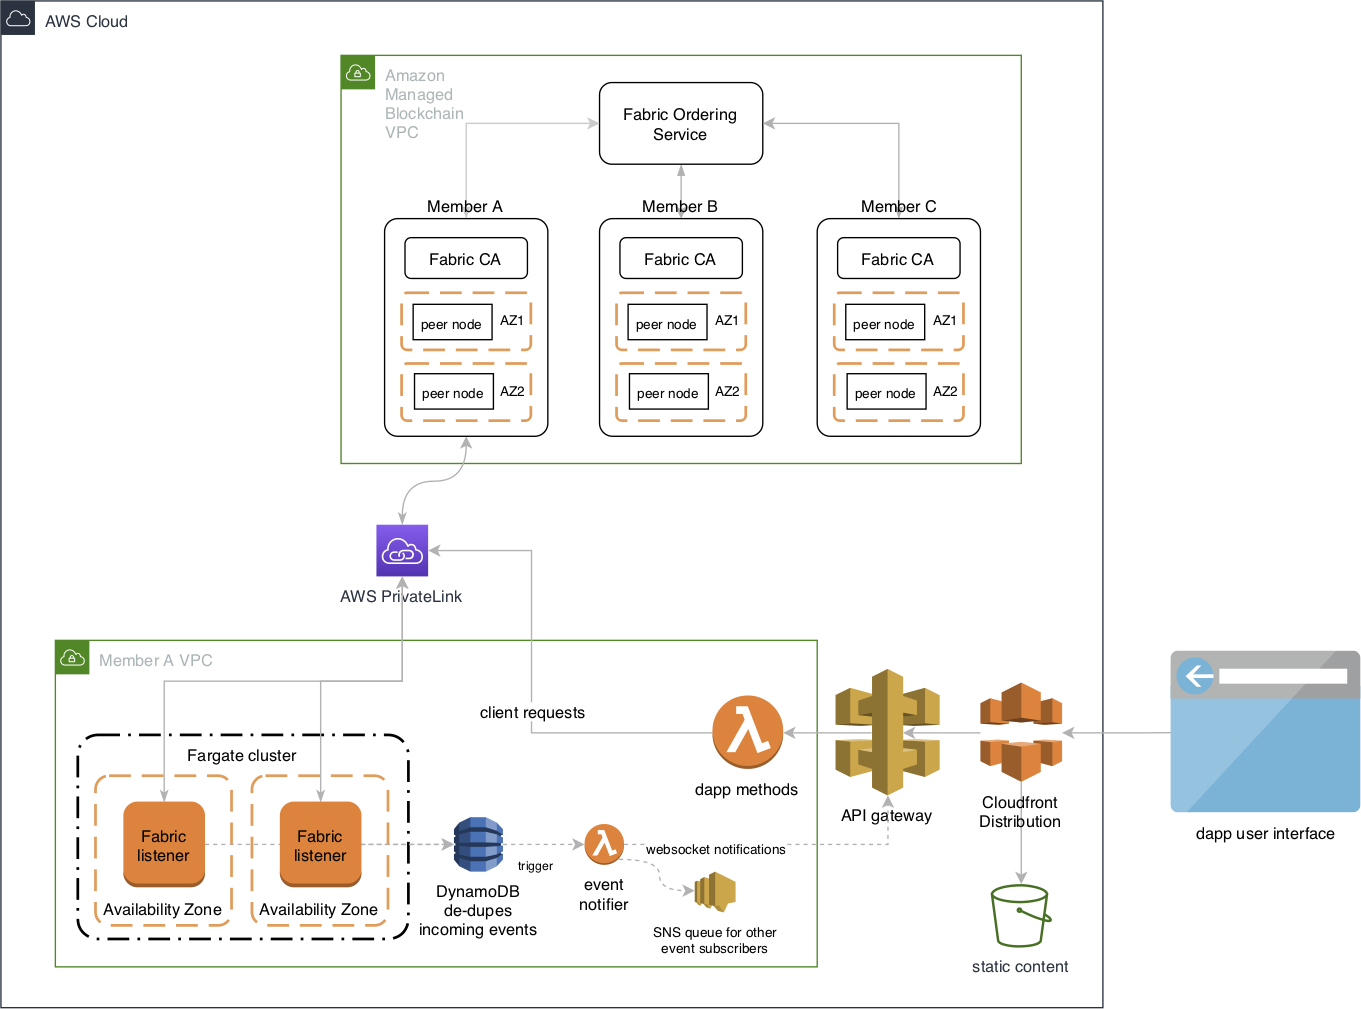 AWS Cloud
Amazon
Managed
Blockchain
VPC
Fabric Ordering
Service
Member A
Member B
Member C
Fabric CA
Fabric CA
Fabric CA
peer node
AZ1
peer node
AZ1
peer node
AZ1
peer node
AZ2
peer node
AZ2
peer node
AZ2
AWS PrivateLink
Member A VPC
client requests
Fargate cluster
dapp methods
API gateway
Cloudfront
Distribution
dapp user interface
Fabric
listener
Fabric
listener
Availability Zone
Availability Zone
DynamoDB
de-dupes
incoming events
trigger
event
notifier
websocket notifications
SNS queue for other
event subscribers
static content